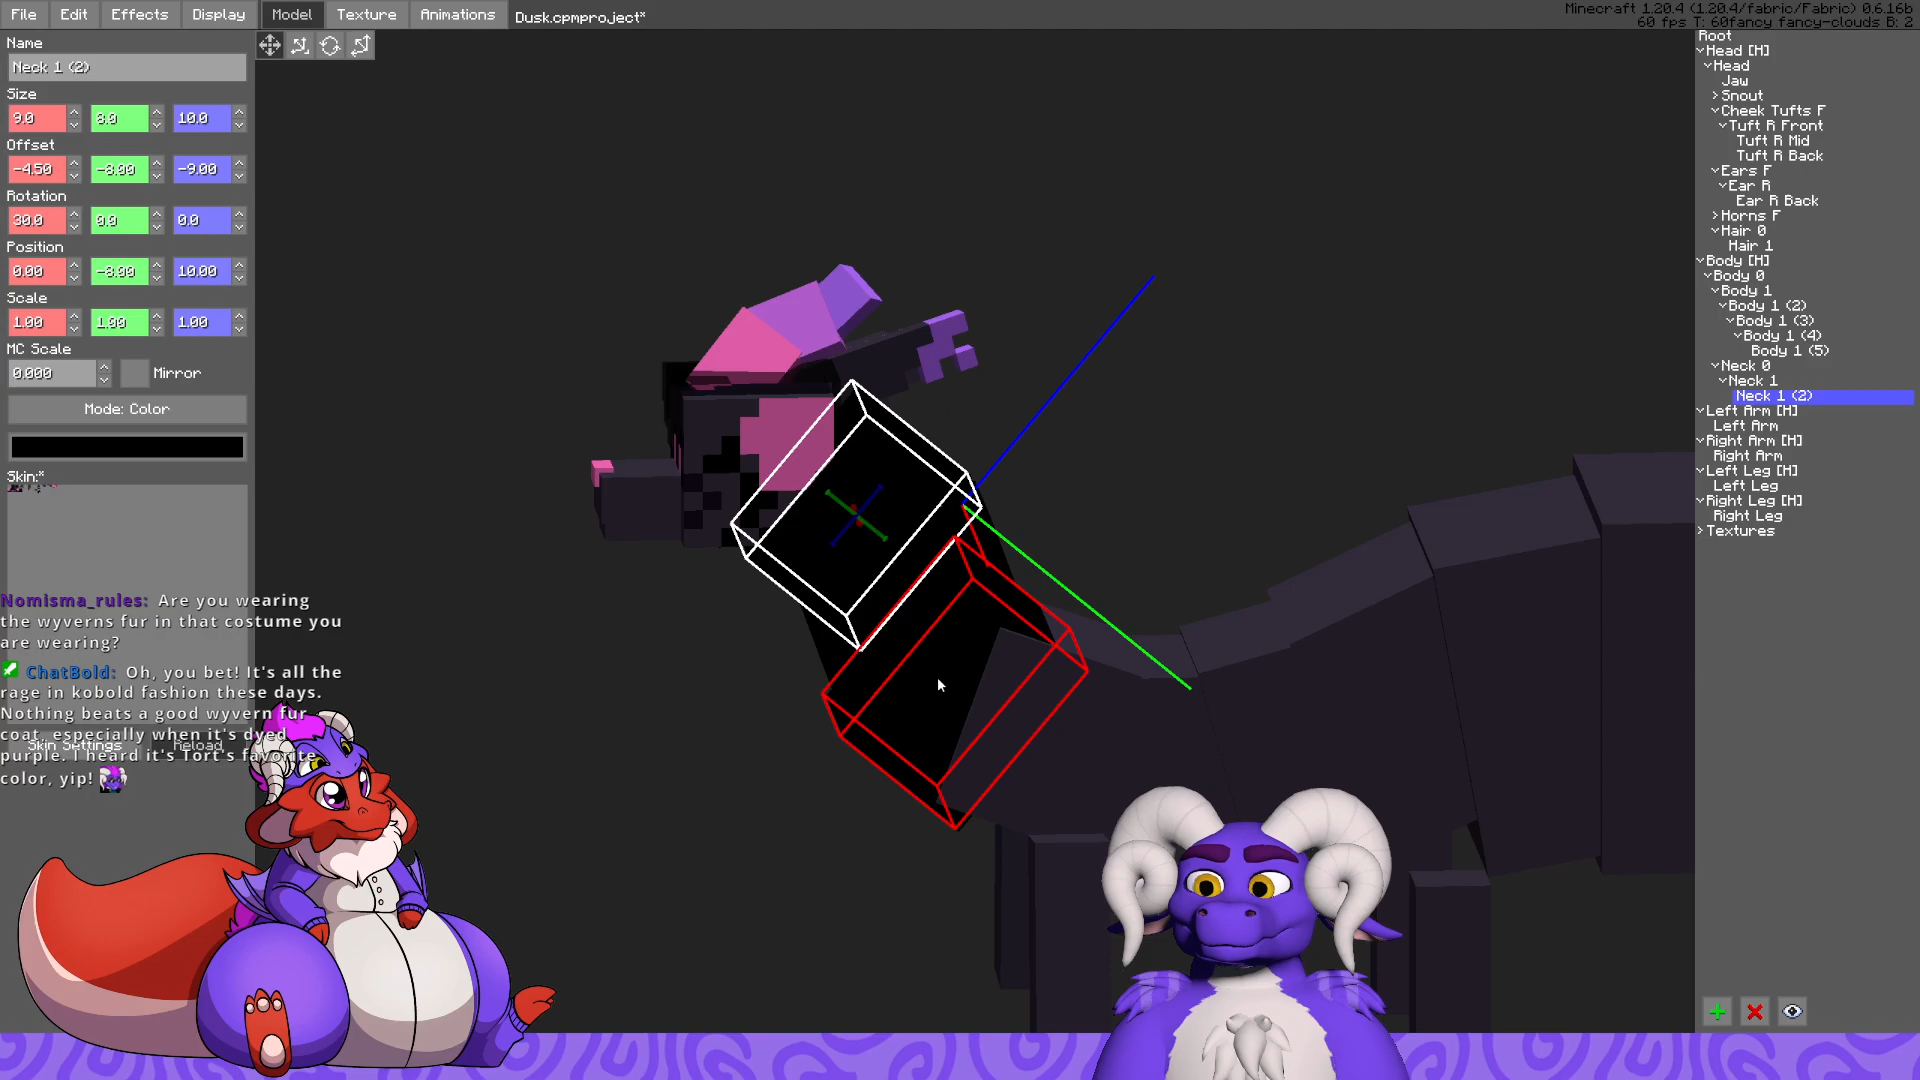 File Edit Effects Display Model Texture Animations Dusk.cpmproject*
Minecraft 1.20.4 (1.20.4/fabric/Fabric) 0.6.16b
60 fps T: 60fancy fancy-clouds B: 2
Name
Neck 1 (2)
Size
9.0 8.0 10.0
Offset
-4.50 -8.00 -9.00
Rotation
30.0 0.0 0.0
Position
0.00 -8.00 10.00
Scale
1.00 1.00 1.00
MC Scale
0.000 Mirror
Mode: Color
Skin:*
Nomisma_rules: Are you wearing
the wyverns fur in that costume you
are wearing?
ChatBold: Oh, you bet! It's all the
rage in kobold fashion these days.
Nothing beats a good wyvern fur
coat, especially when it's dyed
purple. I heard it's Tort's favorite
color, yip!
Skin Settings Reload
Root
Head [H]
Head
Jaw
Snout
Cheek Tufts F
Tuft R Front
Tuft R Mid
Tuft R Back
Ears F
Ear R
Ear R Back
Horns F
Hair 0
Hair 1
Body [H]
Body 0
Body 1
Body 1 (2)
Body 1 (3)
Body 1 (4)
Body 1 (5)
Neck 0
Neck 1
Neck 1 (2)
Left Arm [H]
Left Arm
Right Arm [H]
Right Arm
Left Leg [H]
Left Leg
Right Leg [H]
Right Leg
Textures